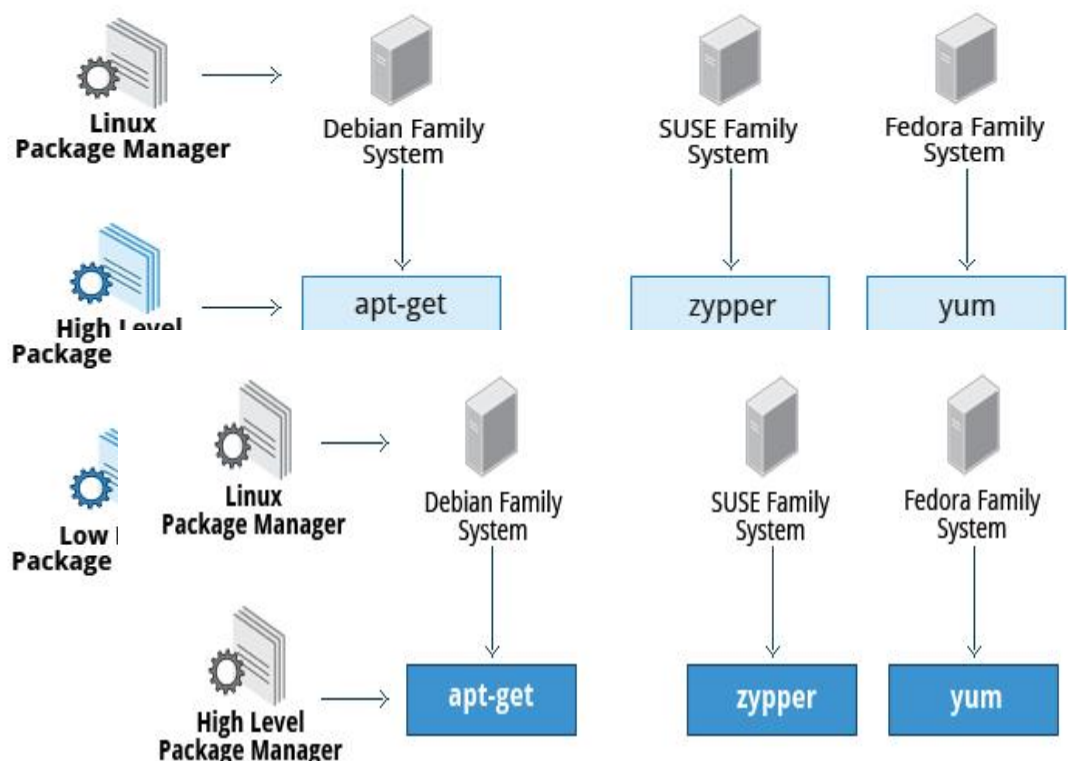 Linux
Package Manager
Debian Family
System
SUSE Family
System
Fedora Family
System
High Level
Package
apt-get
zypper
yum
Low
Package
Linux
Package Manager
Debian Family
System
SUSE Family
System
Fedora Family
System
High Level
Package Manager
apt-get
zypper
yum